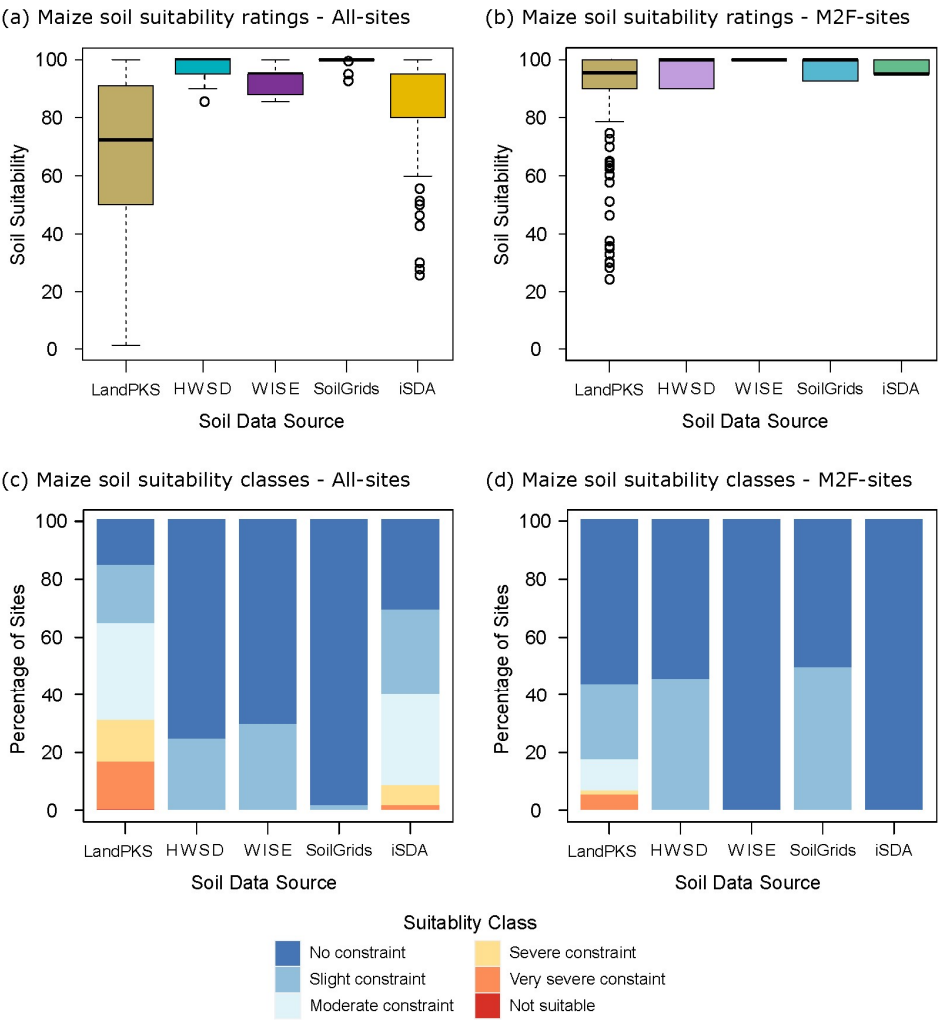 (a) Maize soil suitability ratings - All-sites
100
80
60
40
20
0
Soil Suitability
LandPKS HWSD WISE SoilGrids iSDA
Soil Data Source
(b) Maize soil suitability ratings - M2F-sites
100
80
60
40
20
0
Soil Suitability
LandPKS HWSD WISE SoilGrids iSDA
Soil Data Source
(c) Maize soil suitability classes - All-sites
100
80
60
40
20
0
Percentage of Sites
LandPKS HWSD WISE SoilGrids iSDA
Soil Data Source
(d) Maize soil suitability classes - M2F-sites
100
80
60
40
20
0
Percentage of Sites
LandPKS HWSD WISE SoilGrids iSDA
Soil Data Source
Suitablity Class
No constraint
Slight constraint
Moderate constraint
Severe constraint
Very severe constaint
Not suitable